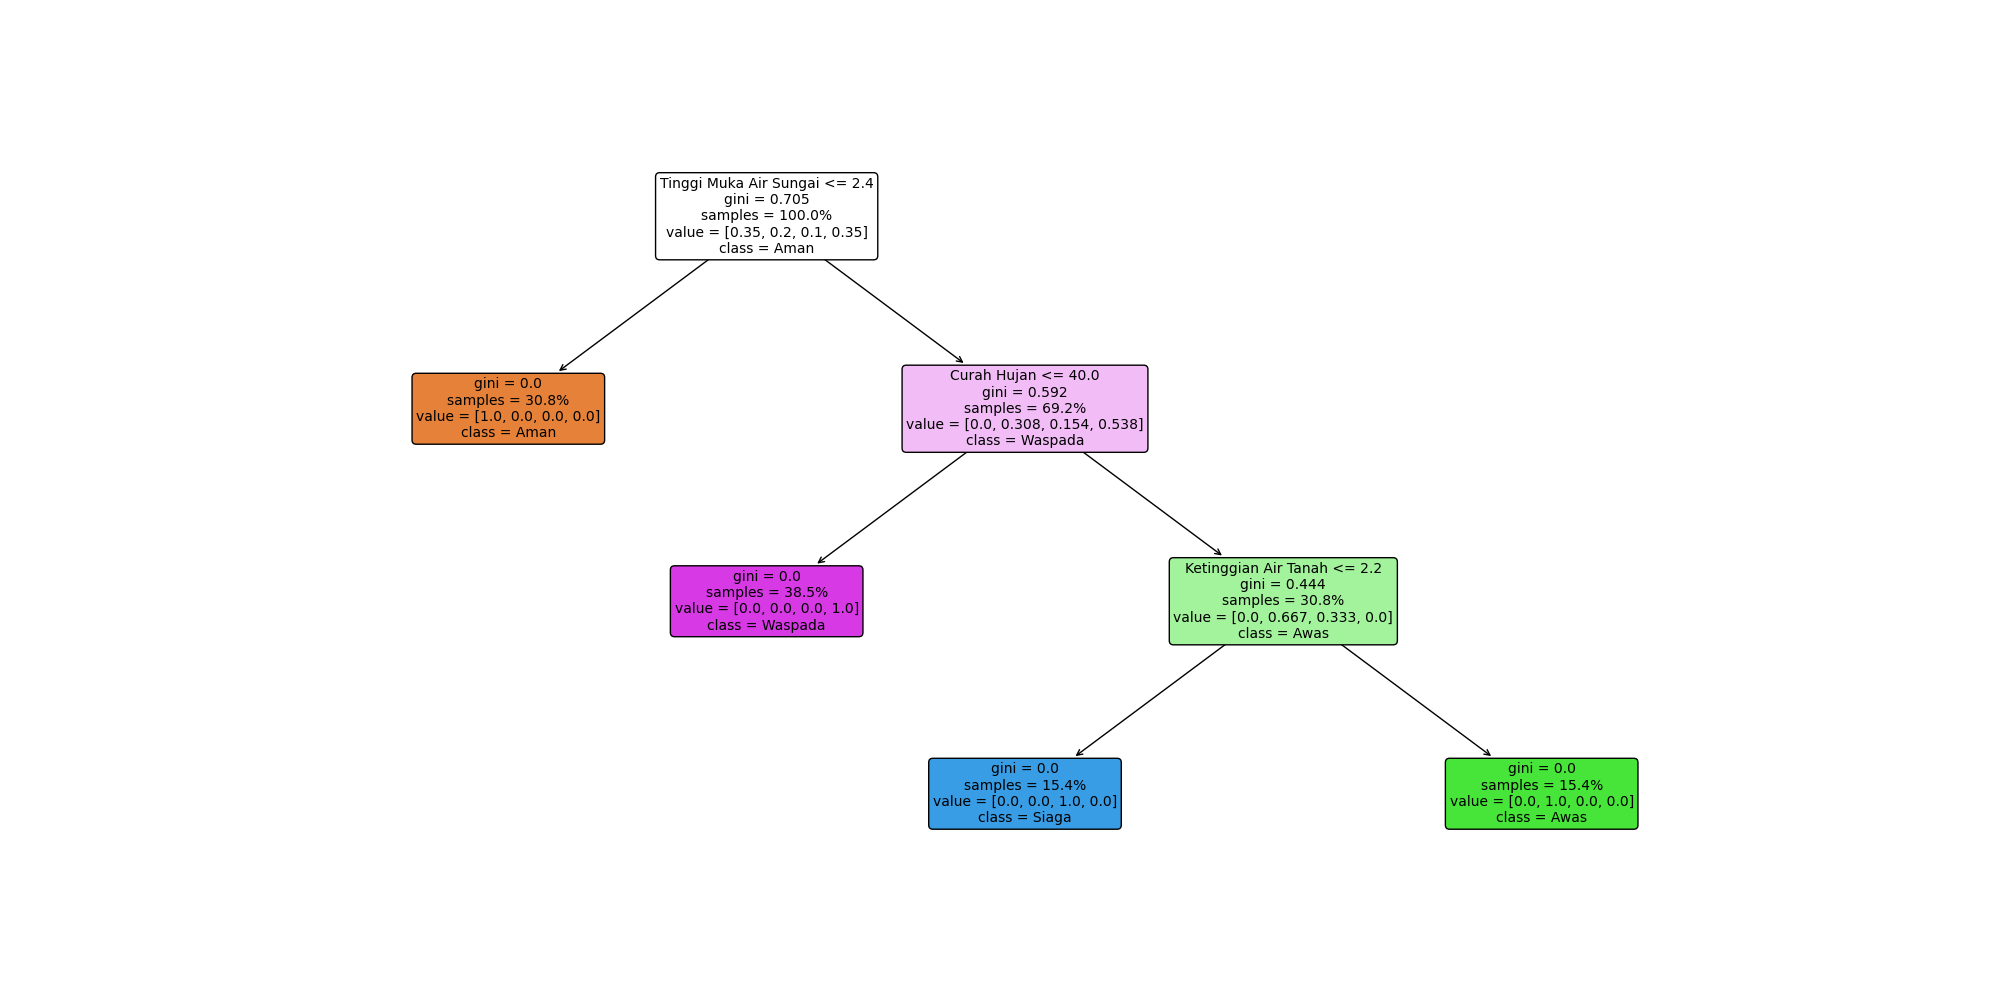 Tinggi Muka Air Sungai <= 2.4
gini = 0.705
samples = 100.0%
value = [0.35, 0.2, 0.1, 0.35]
class = Aman
gini = 0.0
samples = 30.8%
value = [1.0, 0.0, 0.0, 0.0]
class = Aman
Curah Hujan <= 40.0
gini = 0.592
samples = 69.2%
value = [0.0, 0.308, 0.154, 0.538]
class = Waspada
gini = 0.0
samples = 38.5%
value = [0.0, 0.0, 0.0, 1.0]
class = Waspada
Ketinggian Air Tanah <= 2.2
gini = 0.444
samples = 30.8%
value = [0.0, 0.667, 0.333, 0.0]
class = Awas
gini = 0.0
samples = 15.4%
value = [0.0, 0.0, 1.0, 0.0]
class = Siaga
gini = 0.0
samples = 15.4%
value = [0.0, 1.0, 0.0, 0.0]
class = Awas